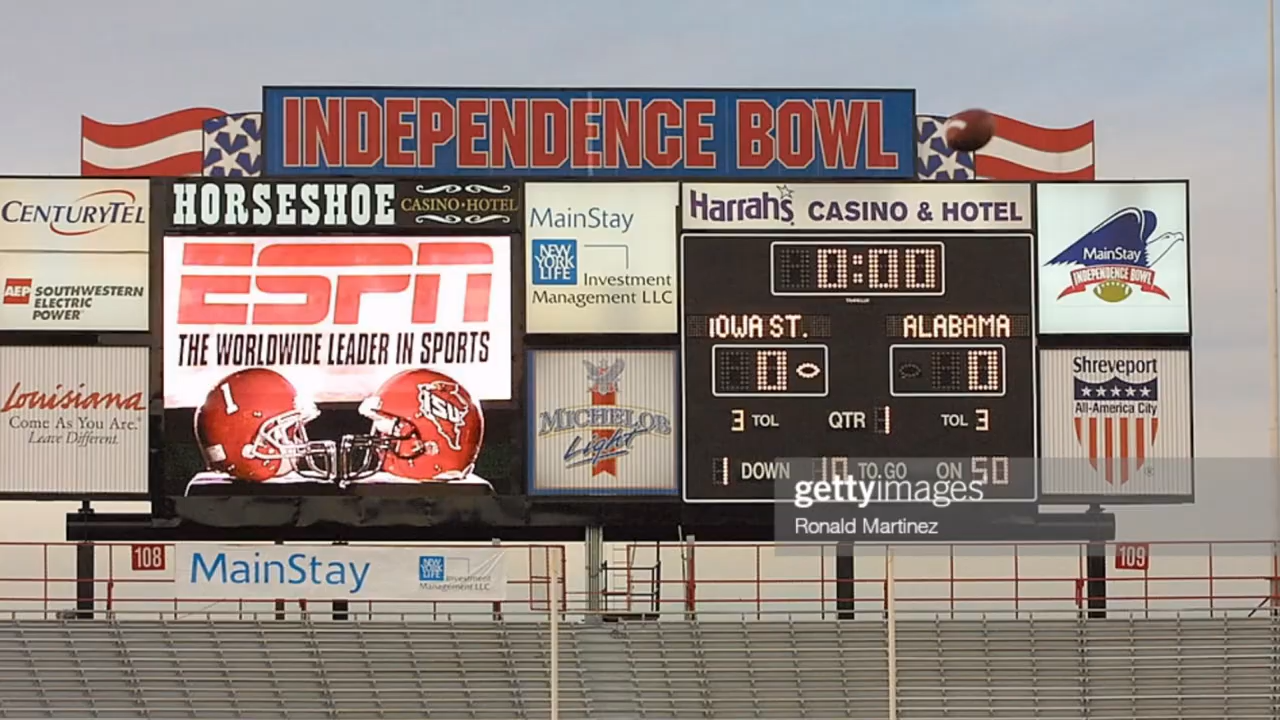 INDEPENDENCE BOWL
CENTURYTEL
AEP SOUTHWESTERN
ELECTRIC
POWER
Louisiana
Come As You Are.®
Leave Different.
HORSESHOE CASINO·HOTEL
ESPN
THE WORLDWIDE LEADER IN SPORTS
1
ISU
MainStay
NEW
YORK
LIFE
Investment
Management LLC
MICHELOB
Light
Harrah's CASINO & HOTEL
0:00
IOWA ST. ALABAMA
0 0
3 TOL QTR 1 TOL 3
1 DOWN 10 TO GO ON 50
MainStay
INDEPENDENCE BOWL
Shreveport
All-America City
®
gettyimages
Ronald Martinez
108
MainStay
NEW
YORK
LIFE
Investment
Management LLC
109